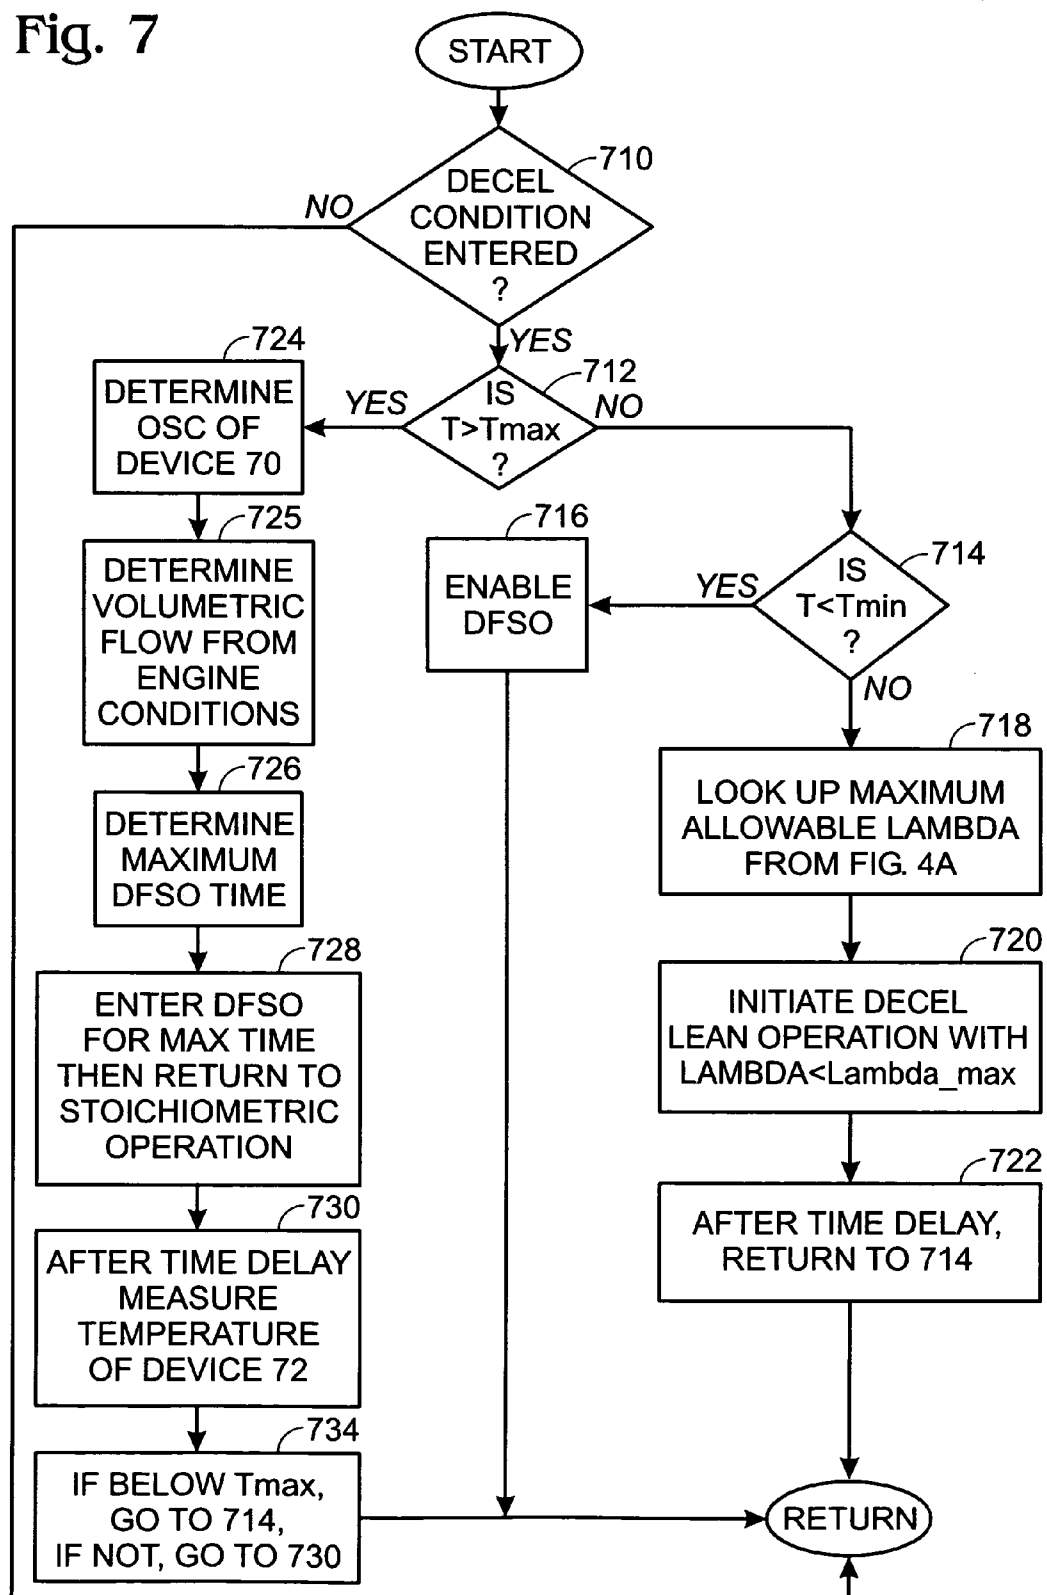 Fig. 7
START
710
DECEL
CONDITION
ENTERED
?
NO
YES
712
IS
T>Tmax
?
YES
NO
724
DETERMINE
OSC OF
DEVICE 70
725
DETERMINE
VOLUMETRIC
FLOW FROM
ENGINE
CONDITIONS
726
DETERMINE
MAXIMUM
DFSO TIME
728
ENTER DFSO
FOR MAX TIME
THEN RETURN TO
STOICHIOMETRIC
OPERATION
730
AFTER TIME DELAY
MEASURE
TEMPERATURE
OF DEVICE 72
734
IF BELOW Tmax,
GO TO 714,
IF NOT, GO TO 730
716
ENABLE
DFSO
714
IS
T<Tmin
?
YES
NO
718
LOOK UP MAXIMUM
ALLOWABLE LAMBDA
FROM FIG. 4A
720
INITIATE DECEL
LEAN OPERATION WITH
LAMBDA<Lambda_max
722
AFTER TIME DELAY,
RETURN TO 714
RETURN